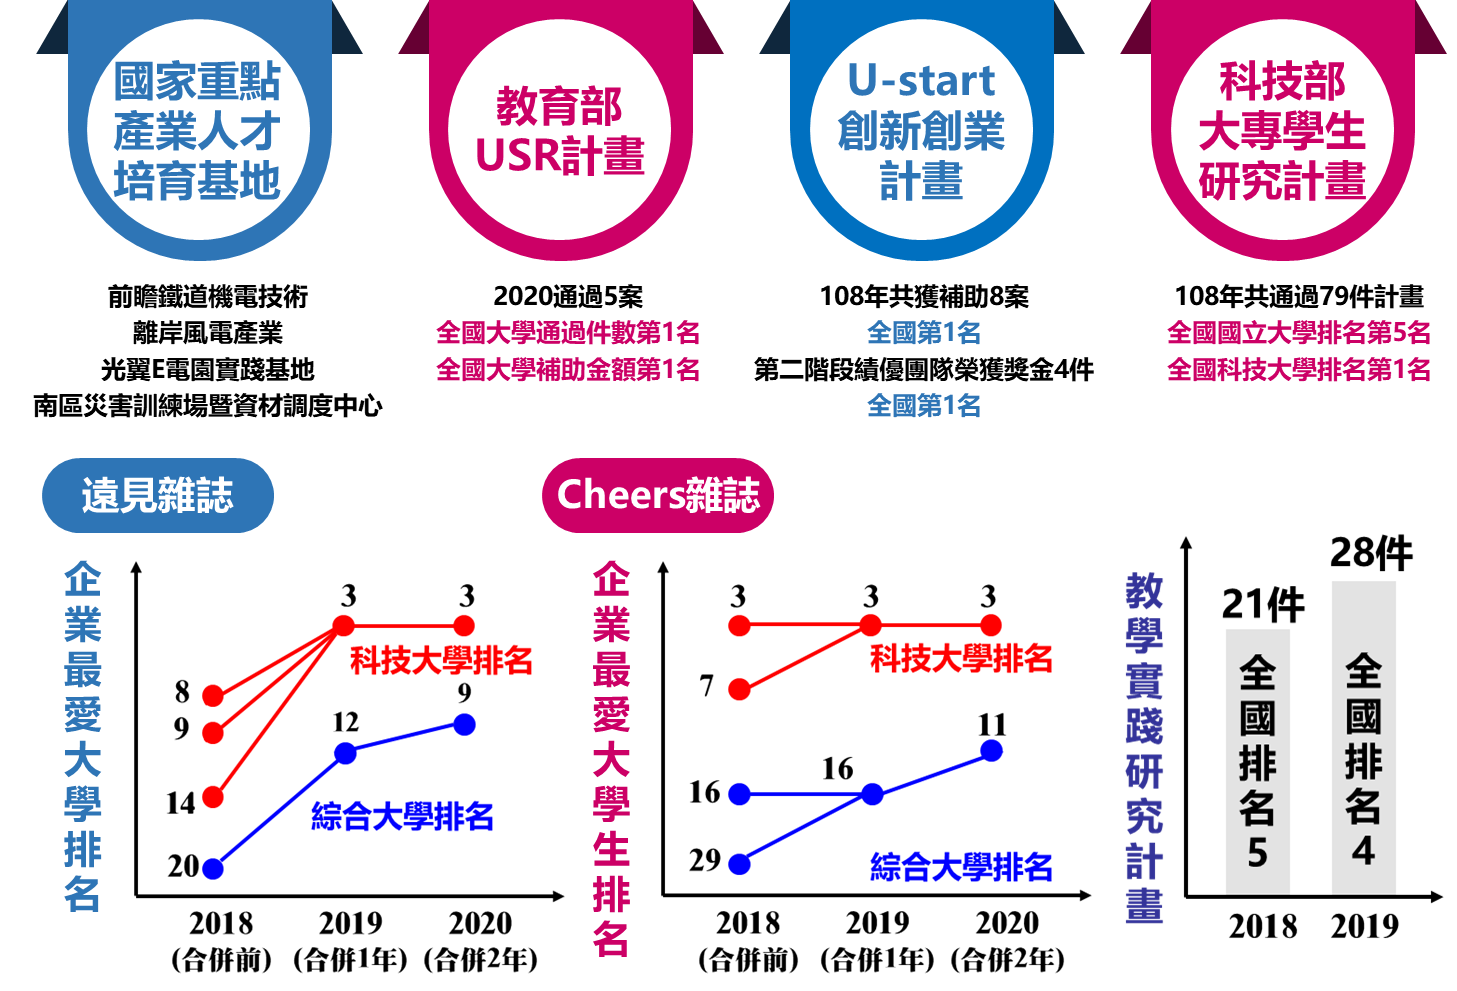 國家重點
產業人才
培育基地
教育部
USR計畫
U-start
創新創業
計畫
科技部
大專學生
研究計畫
前瞻鐵道機電技術
離岸風電產業
光翼E電園實踐基地
南區災害訓練場暨資材調度中心
2020通過5案
全國大學通過件數第1名
全國大學補助金額第1名
108年共獲補助8案
全國第1名
第二階段績優團隊榮獲獎金4件
全國第1名
108年共通過79件計畫
全國國立大學排名第5名
全國科技大學排名第1名
遠見雜誌
企業最愛大學排名
3
3
8
9
14
20
12
9
科技大學排名
綜合大學排名
2018
(合併前)
2019
(合併1年)
2020
(合併2年)
Cheers雜誌
企業最愛大學生排名
3
3
3
7
16
29
16
11
科技大學排名
綜合大學排名
2018
(合併前)
2019
(合併1年)
2020
(合併2年)
教學實踐研究計畫
21件
全國排名5
28件
全國排名4
2018
2019